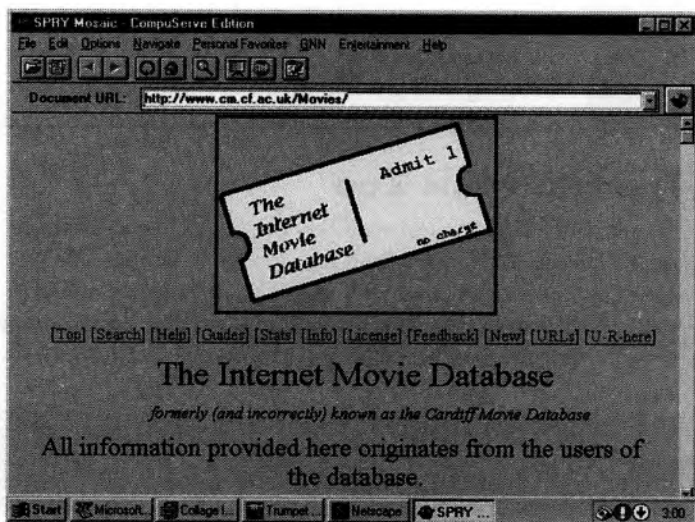 SPRY Mosaic - CompuServe Edition
File Edit Options Navigate Personal Favorites GNN Entertainment Help
Document URL: http://www.cm.cf.ac.uk/Movies/
Admit 1
The
Internet
Movie
Database
no charge
[Top] [Search] [Help] [Guides] [Stats] [Info] [License] [Feedback] [New] [URLs] [U-R-here]
The Internet Movie Database
formerly (and incorrectly) known as the Cardiff Movie Database
All information provided here originates from the users of
the database.
Start Microsoft... Collage I... Trumpet ... Netscape SPRY ... 3:00